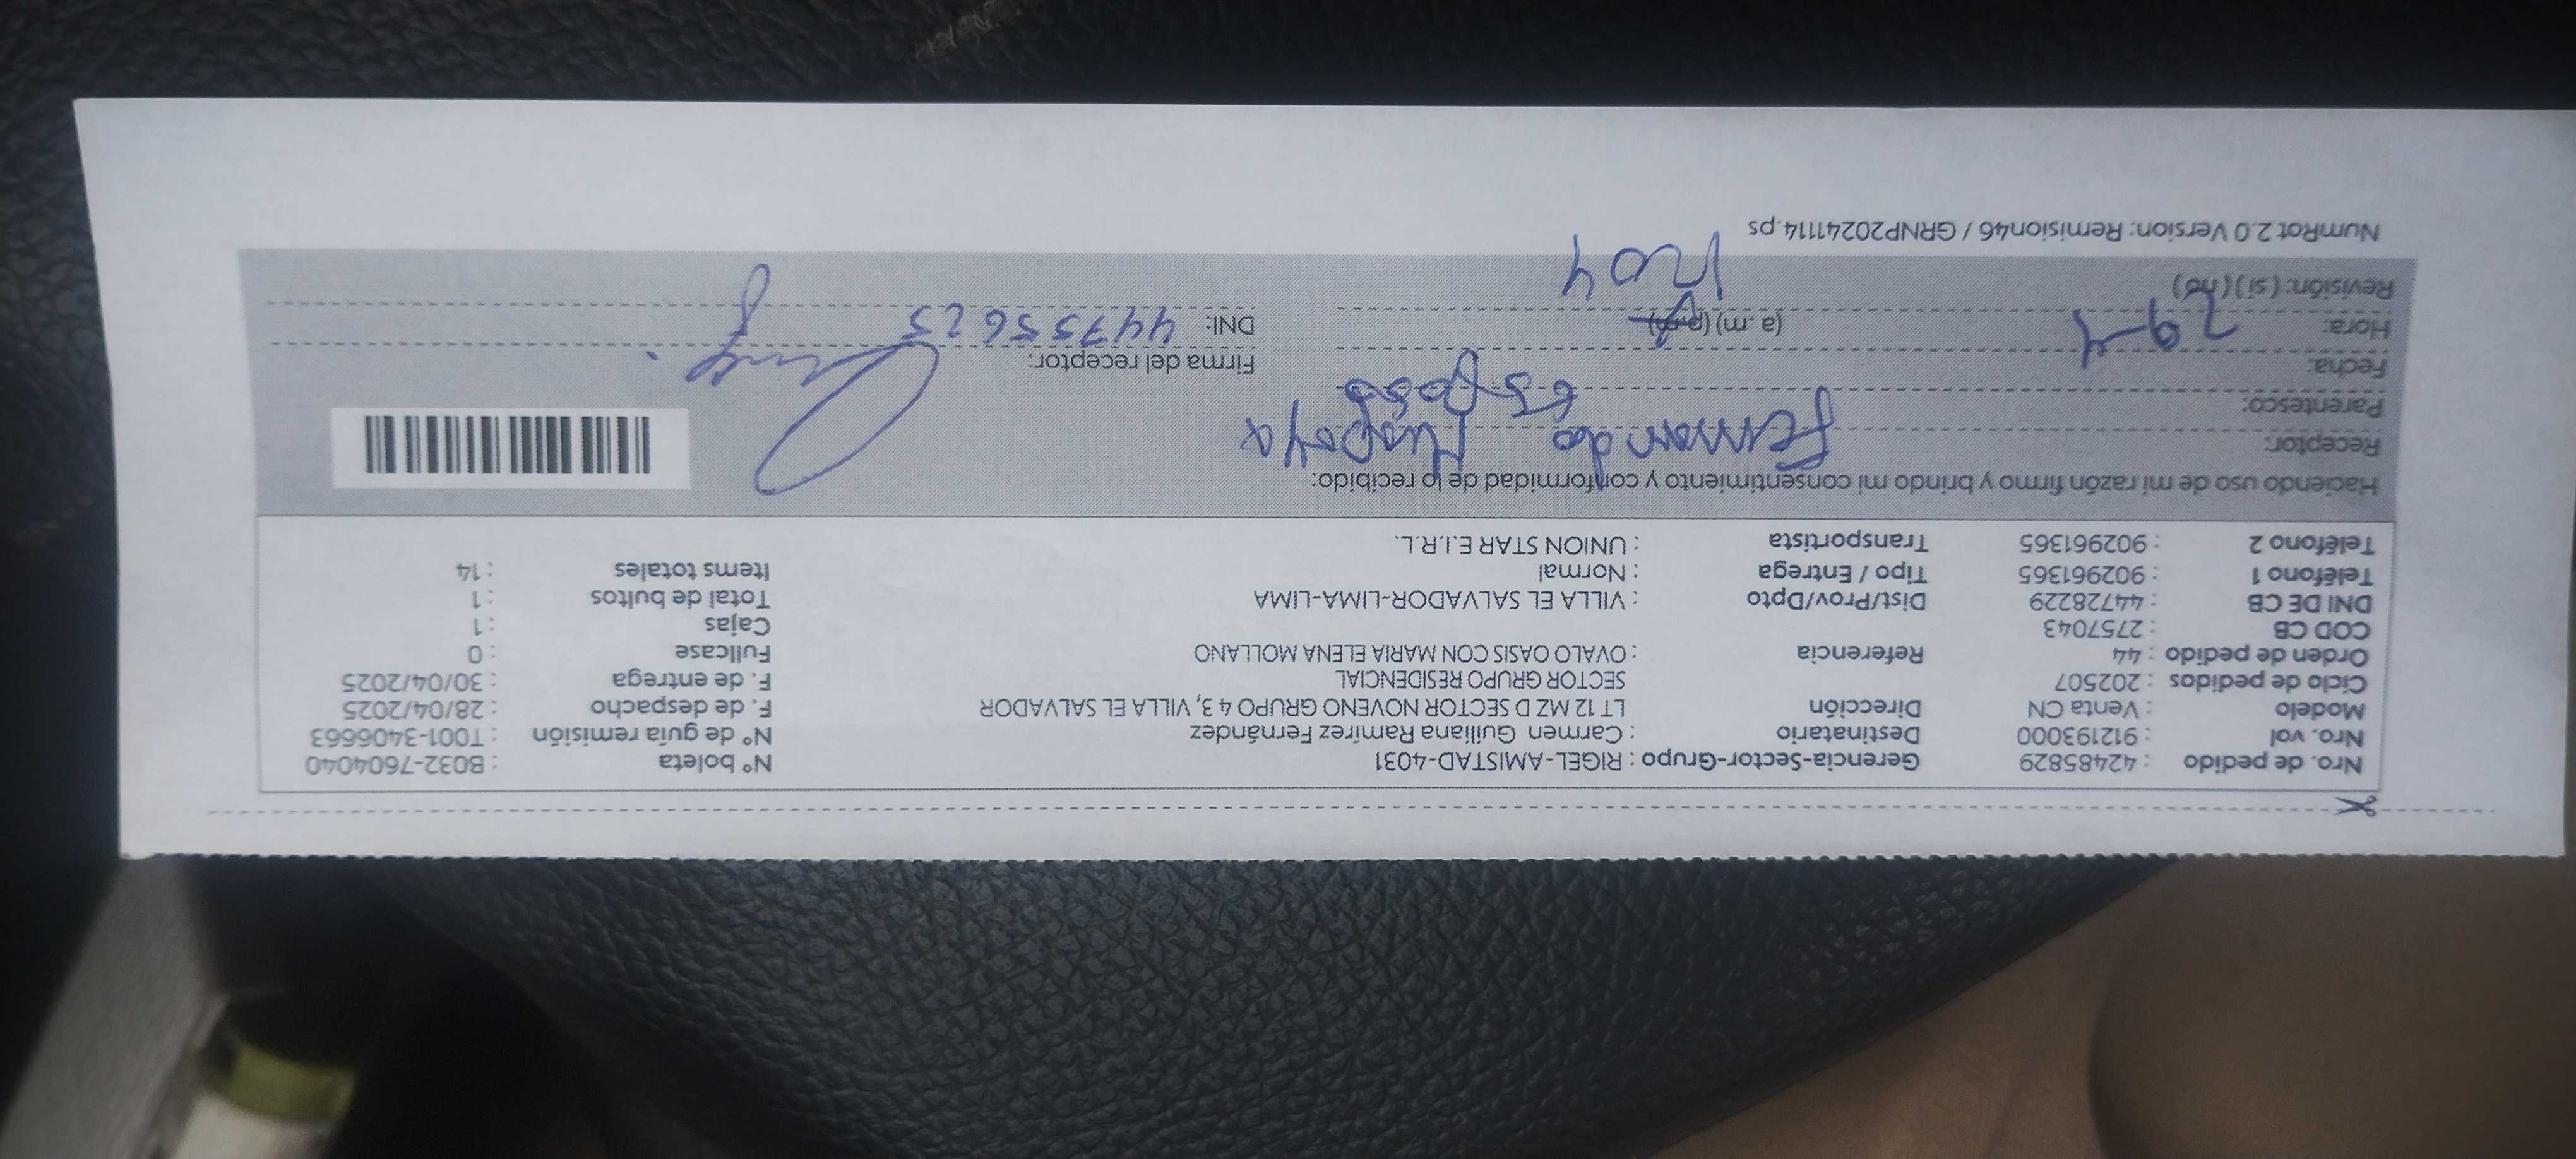 Nro. de pedido : 42485829 Gerencia-Sector-Grupo : RIGEL-AMISTAD-4031 Nº boleta : B032-7604040
Nro. vol : 912193000 Destinatario : Carmen Guiliana Ramírez Fernández Nº de guía remisión : T001-3406663
Modelo : Venta CN Dirección LT 12 MZ D SECTOR NOVENO GRUPO 4 3, VILLA EL SALVADOR F. de despacho : 28/04/2025
Ciclo de pedidos : 202507 SECTOR GRUPO RESIDENCIAL F. de entrega : 30/04/2025
Orden de pedido : 44 Referencia : OVALO OASIS CON MARIA ELENA MOLLANO Fullcase : 0
COD CB : 2757043 Cajas : 1
DNI DE CB : 44728229 Dist/Prov/Dpto : VILLA EL SALVADOR-LIMA-LIMA Total de bultos : 1
Teléfono 1 : 902961365 Tipo / Entrega : Normal Items totales : 14
Teléfono 2 : 902961365 Transportista : UNION STAR E.I.R.L.
Haciendo uso de mi razón firmo y brindo mi consentimiento y conformidad de lo recibido:
Receptor: Fernando
Parentesco: esposo
Fecha: 29-4 Firma del receptor:
Hora: (a .m) (p.m) DNI: 44755625
Revisión: (si) (no) 1204
NumRot 2.0 Version: Remision46 / GRNP20241114.ps